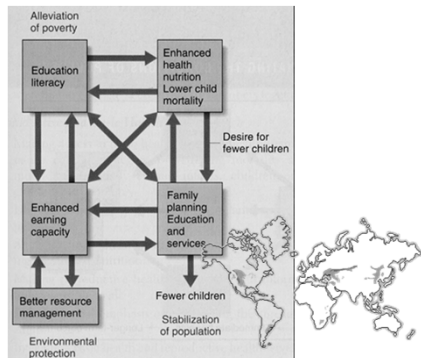 Alleviation
of poverty
Education
literacy
Enhanced
health
nutrition
Lower child
mortality
Desire for
fewer children
Enhanced
earning
capacity
Family
planning
Education
and
services
Better resource
management
Fewer children
Environmental
protection
Stabilization
of population